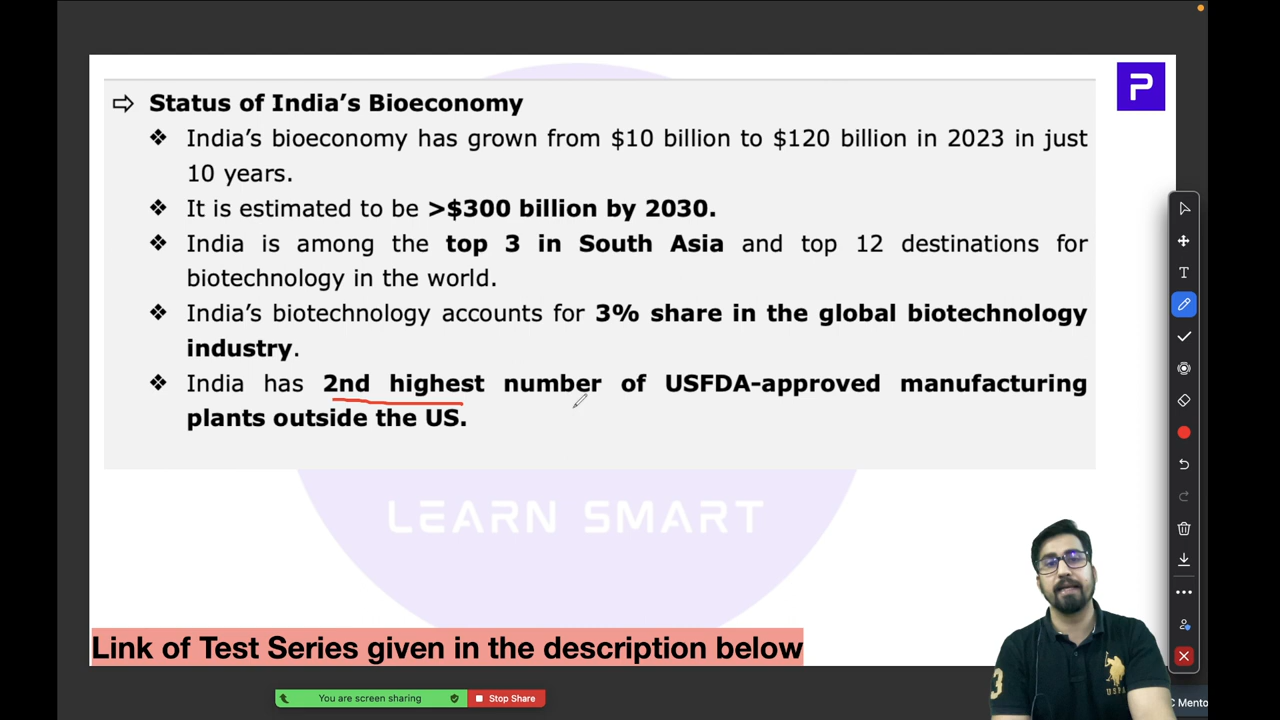 ⇨ Status of India's Bioeconomy
❖ India's bioeconomy has grown from $10 billion to $120 billion in 2023 in just
10 years.
❖ It is estimated to be >$300 billion by 2030.
❖ India is among the top 3 in South Asia and top 12 destinations for
biotechnology in the world.
❖ India's biotechnology accounts for 3% share in the global biotechnology
industry.
❖ India has 2nd highest number of USFDA-approved manufacturing
plants outside the US.
LEARN SMART
Link of Test Series given in the description below
You are screen sharing
Stop Share
P
T
3
C Mento